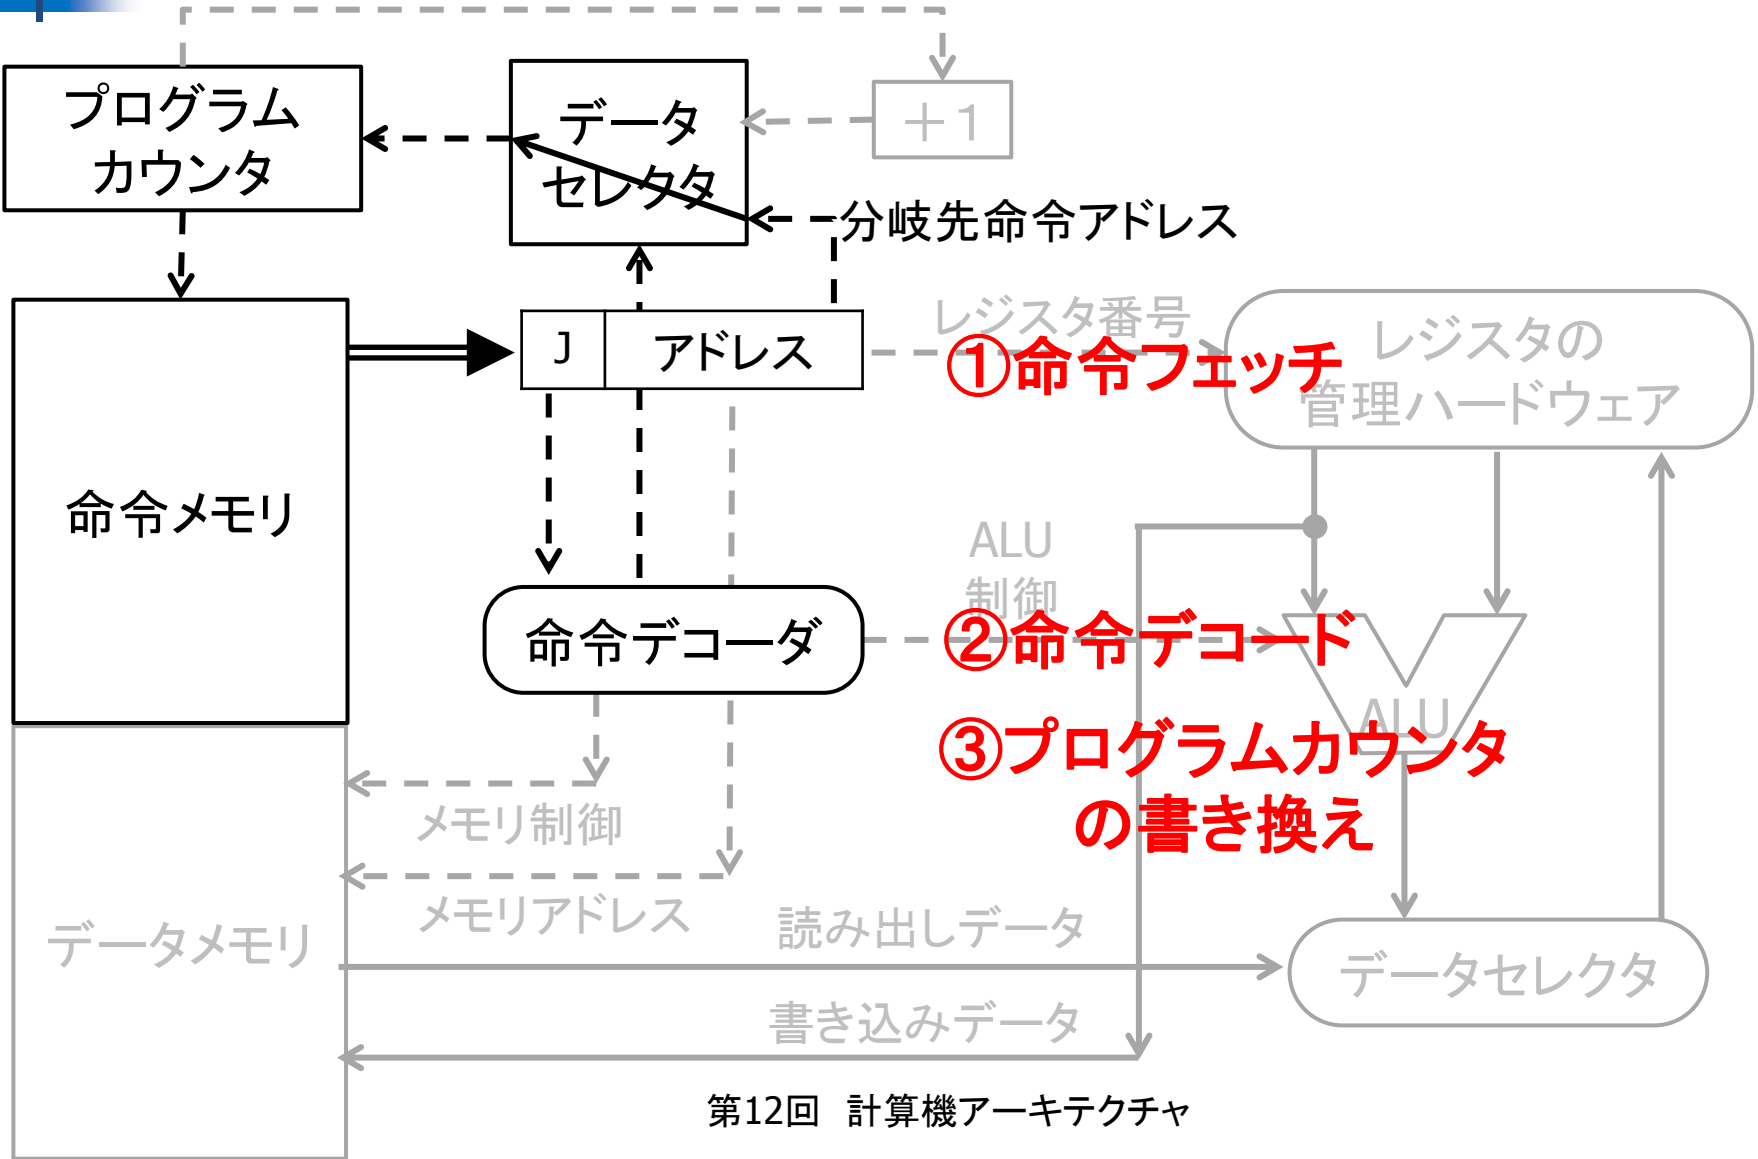 プログラム
カウンタ
データ
セレクタ
+1
分岐先命令アドレス
J
アドレス
レジスタ番号
①命令フェッチ
レジスタの
管理ハードウェア
命令メモリ
ALU
制御
命令デコーダ
②命令デコード
ALU
③プログラムカウンタ
の書き換え
メモリ制御
メモリアドレス
データメモリ
読み出しデータ
データセレクタ
書き込みデータ
第12回 計算機アーキテクチャ